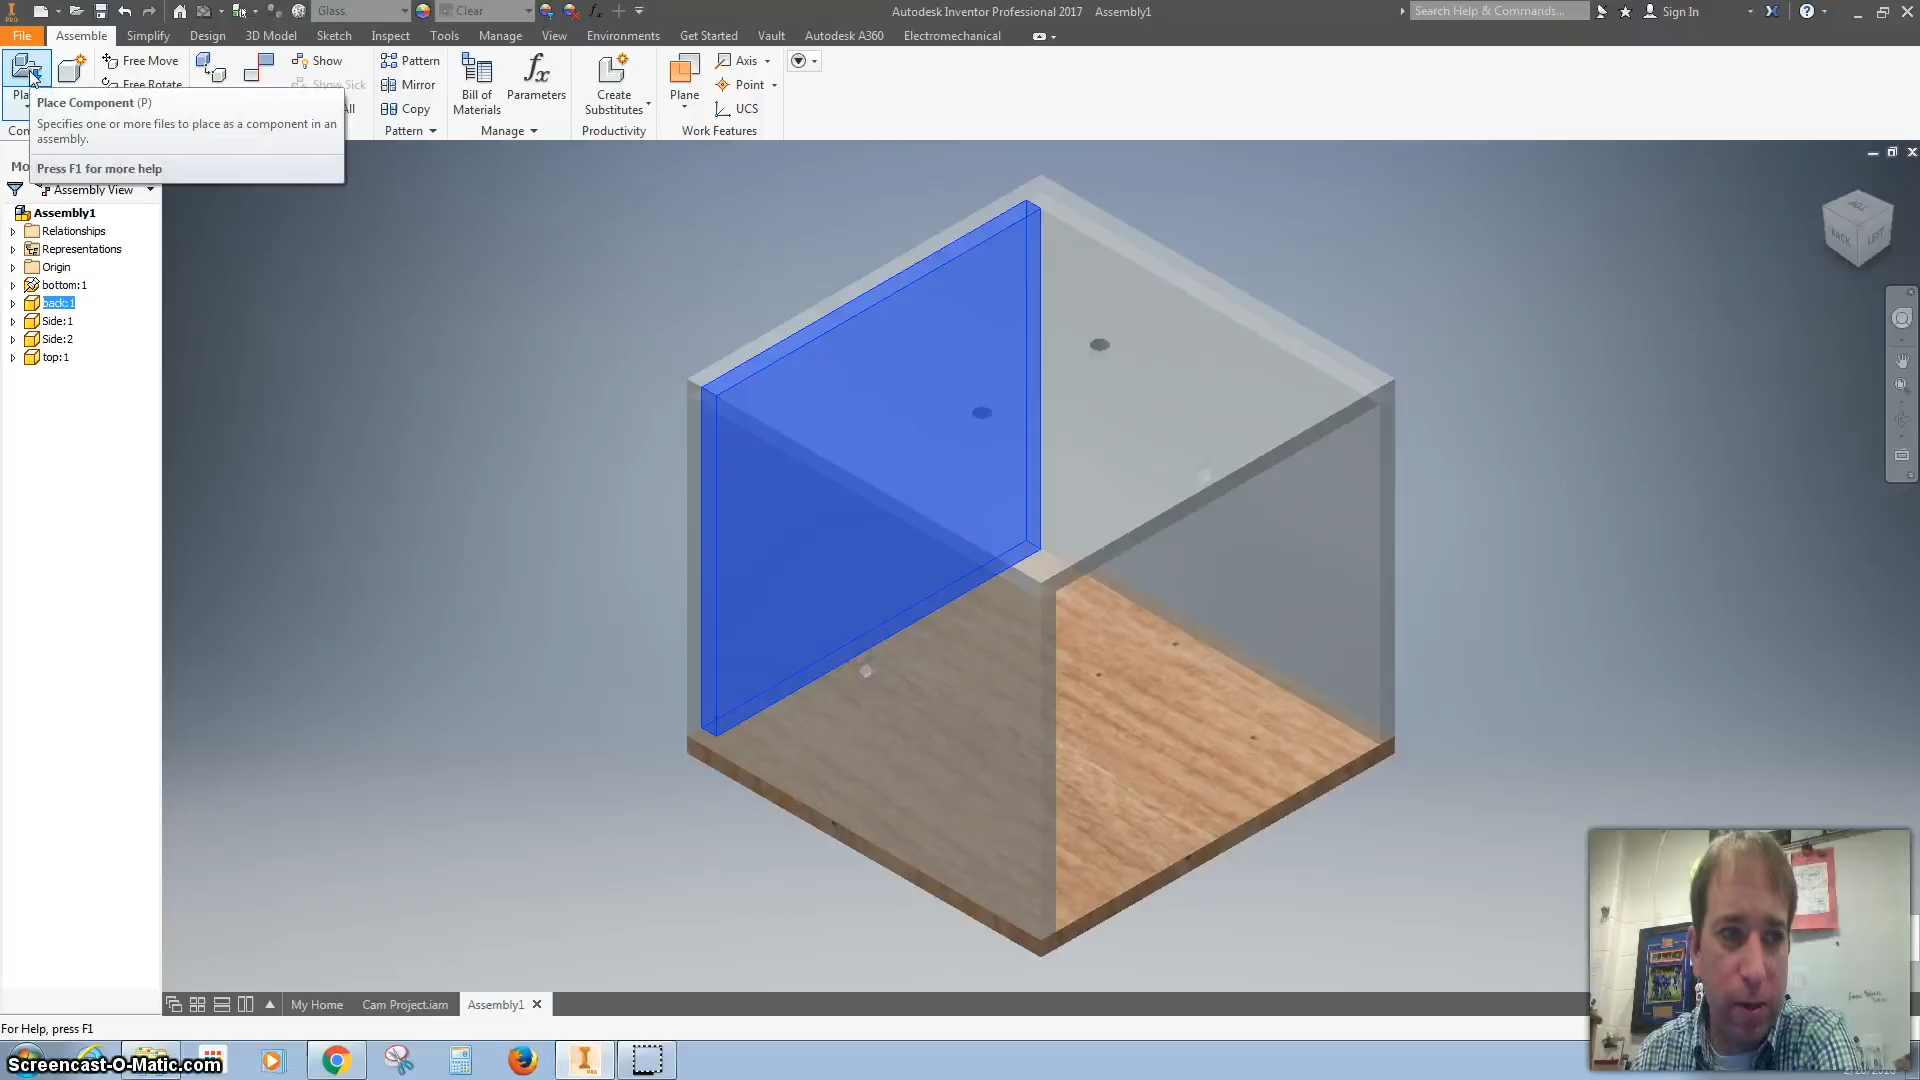 Glass
Clear
Autodesk Inventor Professional 2017 Assembly1
Search Help & Commands...
Sign In
File Assemble Simplify Design 3D Model Sketch Inspect Tools Manage View Environments Get Started Vault Autodesk A360 Electromechanical
Free Move
Free Rotate
Show
Show Sick
Pattern
Mirror
Copy
Pattern
Bill of Materials
Parameters
Manage
Create Substitutes
Productivity
Plane
Axis
Point
UCS
Work Features
Place Component (P)
Specifies one or more files to place as a component in an
assembly.
Press F1 for more help
Assembly View
Assembly1
Relationships
Representations
Origin
bottom:1
back:1
Side:1
Side:2
top:1
TOP
BACK
LEFT
My Home Cam Project.iam Assembly1
For Help, press F1
Screencast-O-Matic.com